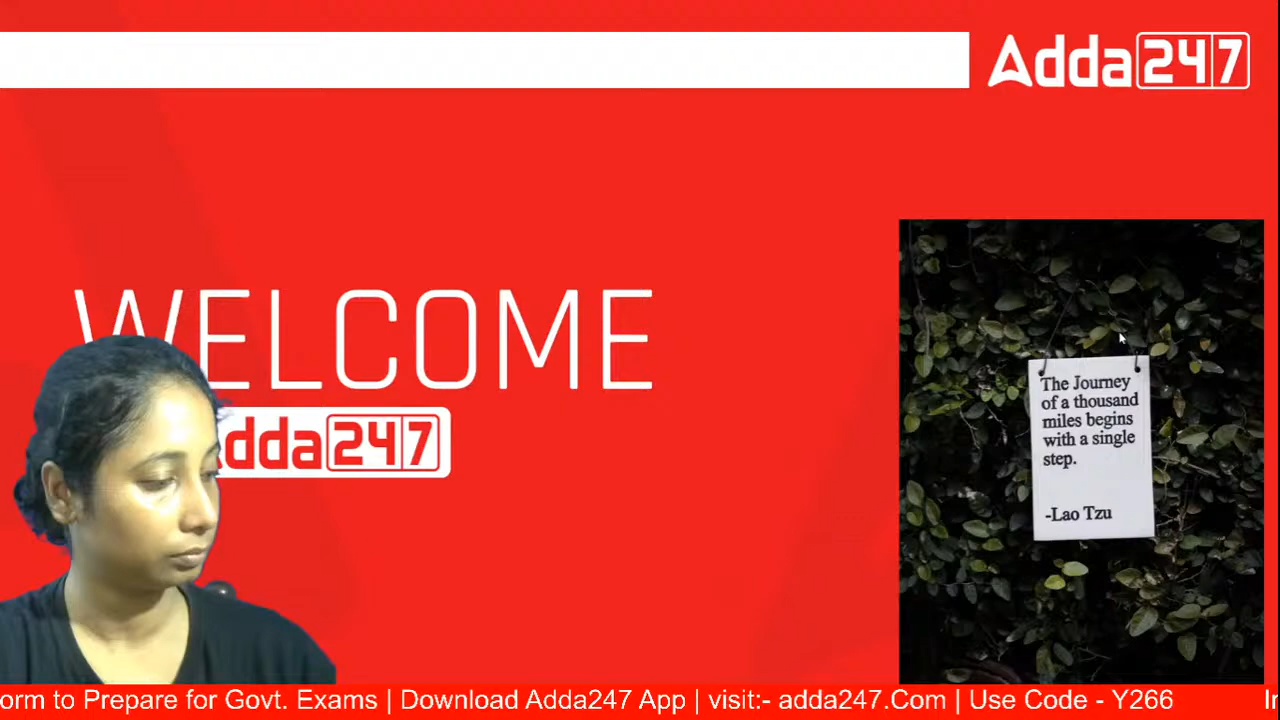 Adda247
WELCOME
Adda247
The Journey
of a thousand
miles begins
with a single
step.
-Lao Tzu
orm to Prepare for Govt. Exams | Download Adda247 App | visit:- adda247.Com | Use Code - Y266